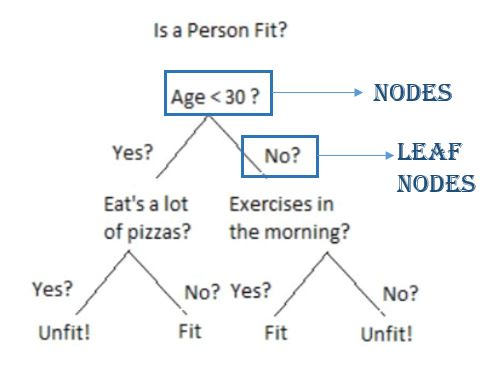 Is a Person Fit?
Age < 30 ?
NODES
Yes?
No?
LEAF
NODES
Eat's a lot
of pizzas?
Exercises in
the morning?
Yes?
No?
Yes?
No?
Unfit!
Fit
Fit
Unfit!